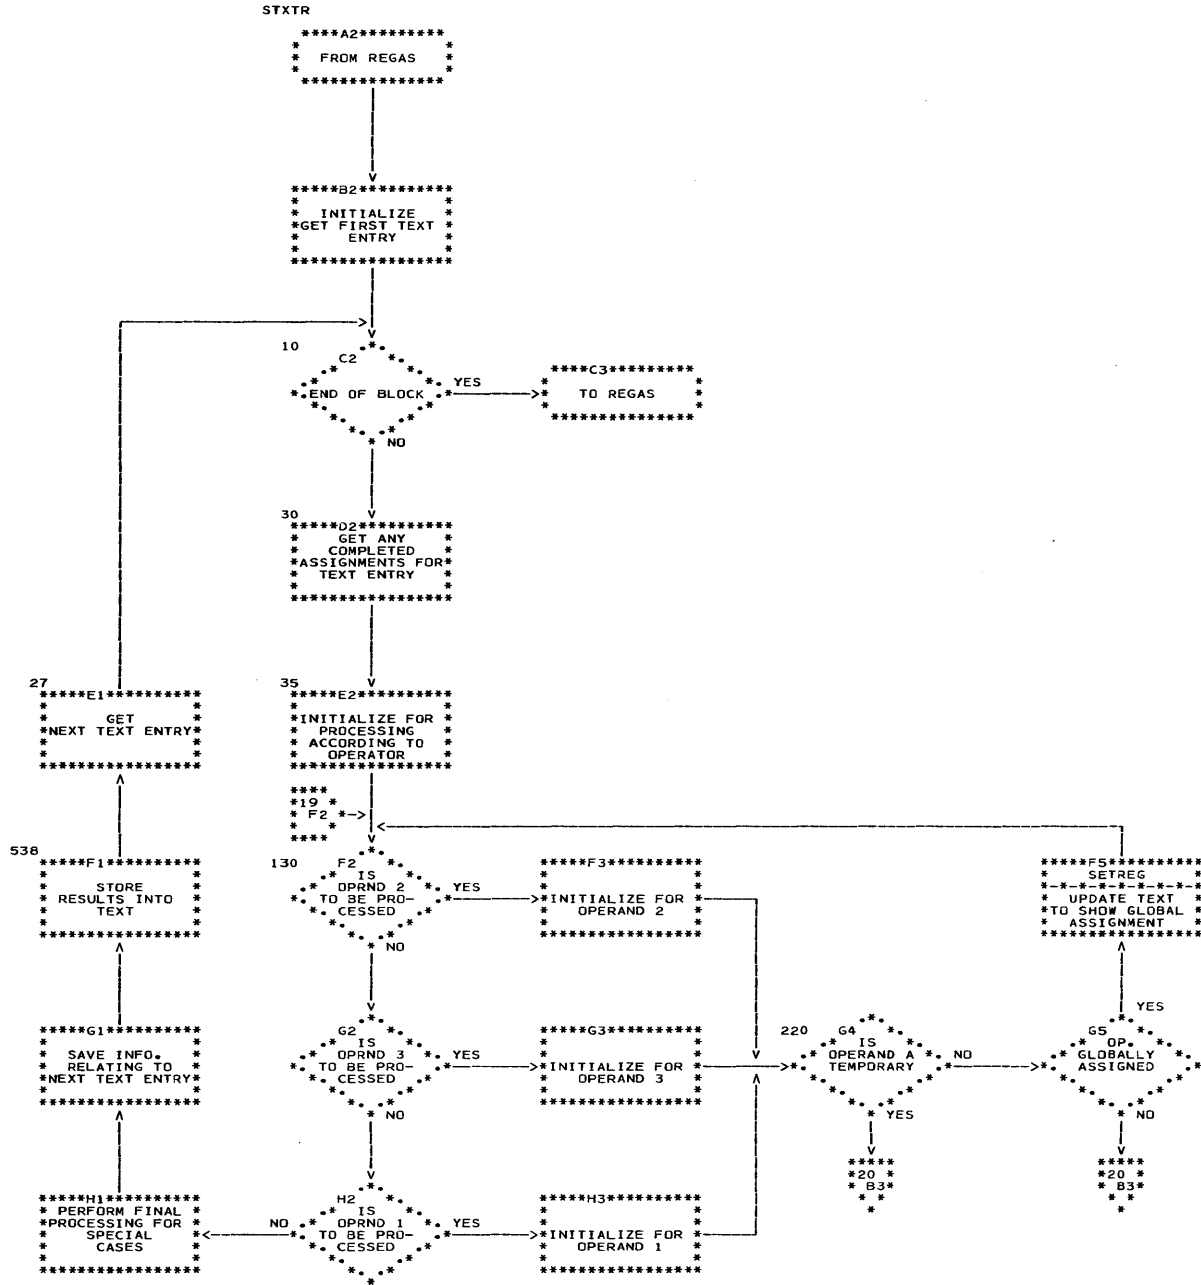 STXTR
A2
FROM REGAS
B2
INITIALIZE
GET FIRST TEXT
ENTRY
10
C2
END OF BLOCK
YES
NO
C3
TO REGAS
30
D2
GET ANY
COMPLETED
ASSIGNMENTS FOR
TEXT ENTRY
27
E1
GET
NEXT TEXT ENTRY
35
E2
INITIALIZE FOR
PROCESSING
ACCORDING TO
OPERATOR
19
F2
538
F1
STORE
RESULTS INTO
TEXT
130
F2
IS
OPRND 2
TO BE PRO-
CESSED
YES
NO
F3
INITIALIZE FOR
OPERAND 2
F5
SETREG
UPDATE TEXT
TO SHOW GLOBAL
ASSIGNMENT
G1
SAVE INFO.
RELATING TO
NEXT TEXT ENTRY
G2
IS
OPRND 3
TO BE PRO-
CESSED
YES
NO
G3
INITIALIZE FOR
OPERAND 3
220
G4
IS
OPERAND A
TEMPORARY
NO
YES
G5
OP.
GLOBALLY
ASSIGNED
YES
NO
20
B3
20
B3
H1
PERFORM FINAL
PROCESSING FOR
SPECIAL
CASES
NO
H2
IS
OPRND 1
TO BE PRO-
CESSED
YES
H3
INITIALIZE FOR
OPERAND 1